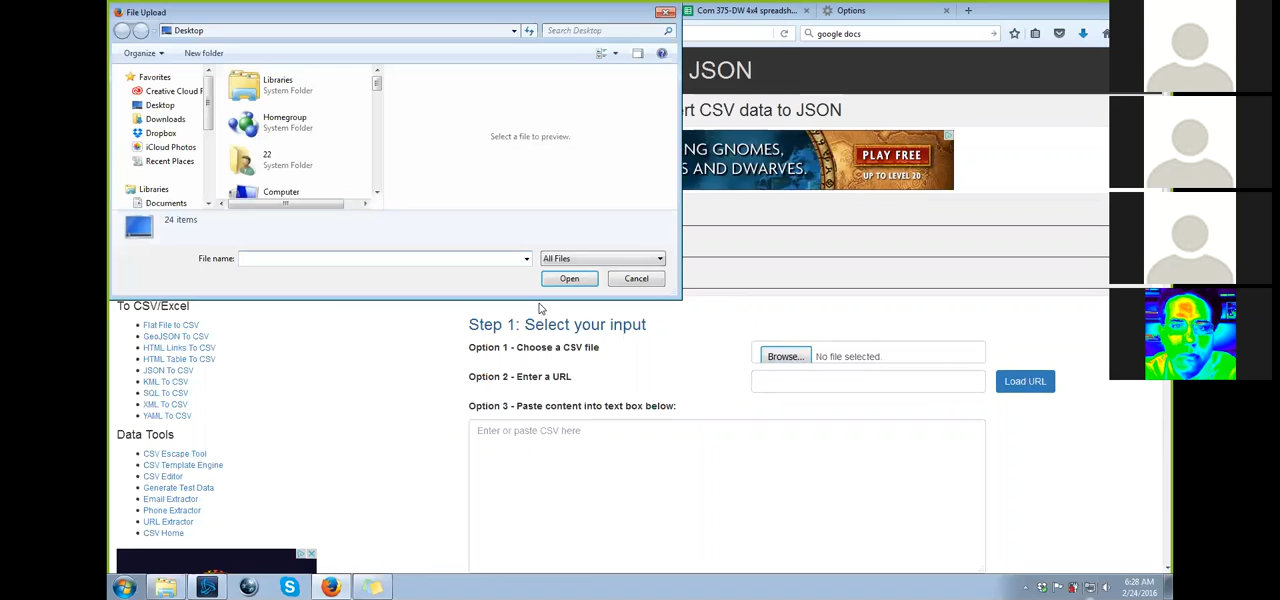 File Upload
Desktop
Search Desktop
Organize
New folder
Favorites
Creative Cloud F
Desktop
Downloads
Dropbox
iCloud Photos
Recent Places
Libraries
Documents
Libraries
System Folder
Homegroup
System Folder
22
System Folder
Computer
Select a file to preview.
24 items
File name:
All Files
Open
Cancel
Com 375-DW 4x4 spreadsh...
Options
google docs
JSON
rt CSV data to JSON
NG GNOMES,
S AND DWARVES.
PLAY FREE
UP TO LEVEL 20*
To CSV/Excel
Flat File to CSV
GeoJSON To CSV
HTML Links To CSV
HTML Table To CSV
JSON To CSV
KML To CSV
SQL To CSV
XML To CSV
YAML To CSV
Data Tools
CSV Escape Tool
CSV Template Engine
CSV Editor
Generate Test Data
Email Extractor
Phone Extractor
URL Extractor
CSV Home
Step 1: Select your input
Option 1 - Choose a CSV file
Browse... No file selected.
Option 2 - Enter a URL
Load URL
Option 3 - Paste content into text box below:
Enter or paste CSV here
6:28 AM
2/24/2016